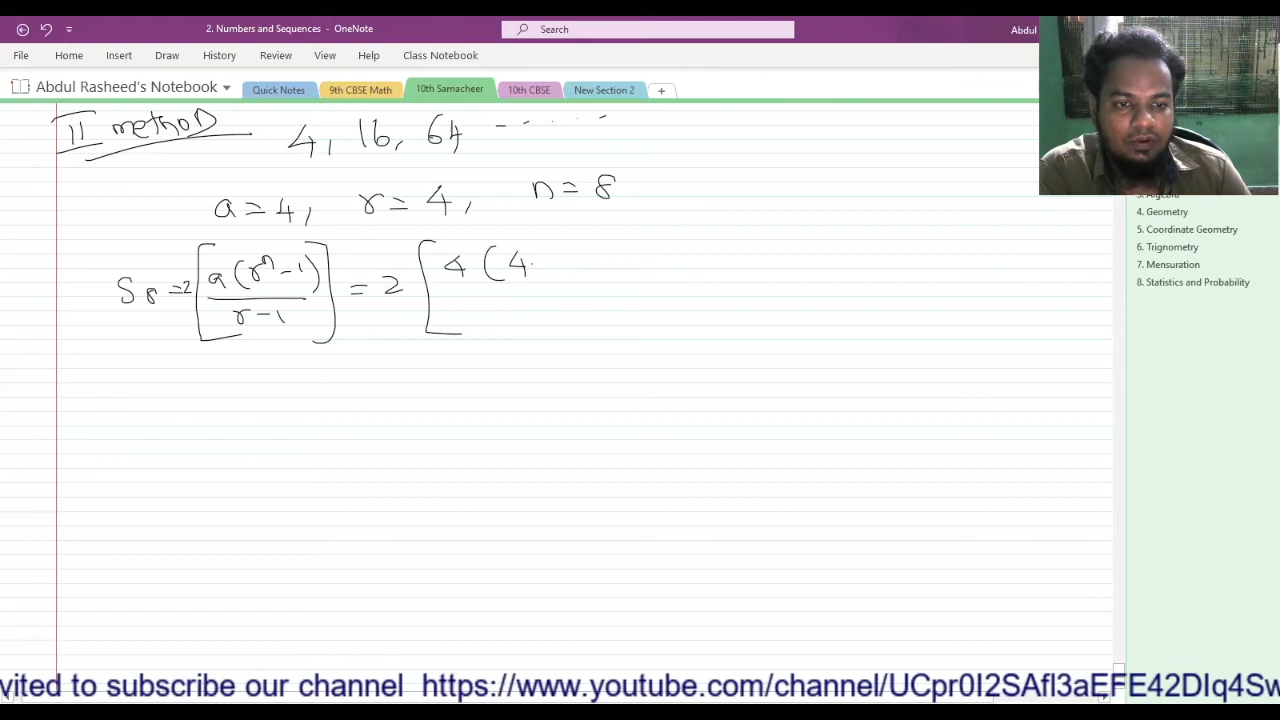 2. Numbers and Sequences - OneNote
Search
Abdul
File Home Insert Draw History Review View Help Class Notebook
Abdul Rasheed's Notebook
Quick Notes
9th CBSE Math
10th Samacheer
10th CBSE
New Section 2
II method
4, 16, 64 - - - -
a = 4, r = 4, n = 8
S8 = 2[a(r^n - 1)/(r - 1)] = 2[4(4
4. Geometry
5. Coordinate Geometry
6. Trignometry
7. Mensuration
8. Statistics and Probability
vited to subscribe our channel https://www.youtube.com/channel/UCpr0I2SAfl3aEFE42DIq4Sw